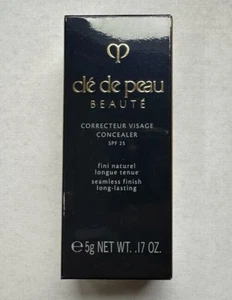 clé de peau
BEAUTÉ
CORRECTEUR VISAGE
CONCEALER
SPF 25
fini naturel
longue tenue
seamless finish
long-lasting
℮5g NET WT. .17 OZ.